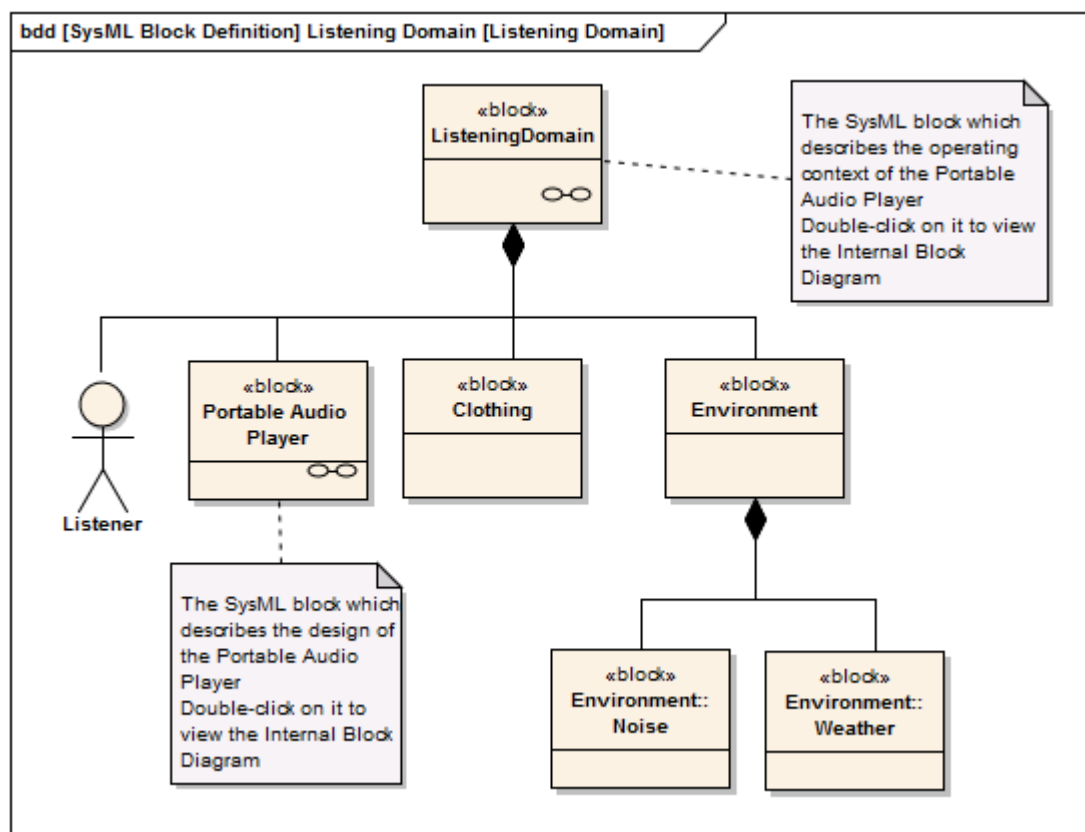 bdd [SysML Block Definition] Listening Domain [Listening Domain]
«block»
ListeningDomain
The SysML block which
describes the operating
context of the Portable
Audio Player
Double-click on it to view
the Internal Block
Diagram
Listener
«block»
Portable Audio
Player
«block»
Clothing
«block»
Environment
The SysML block which
describes the design of
the Portable Audio
Player
Double-click on it to
view the Internal Block
Diagram
«block»
Environment::
Noise
«block»
Environment::
Weather